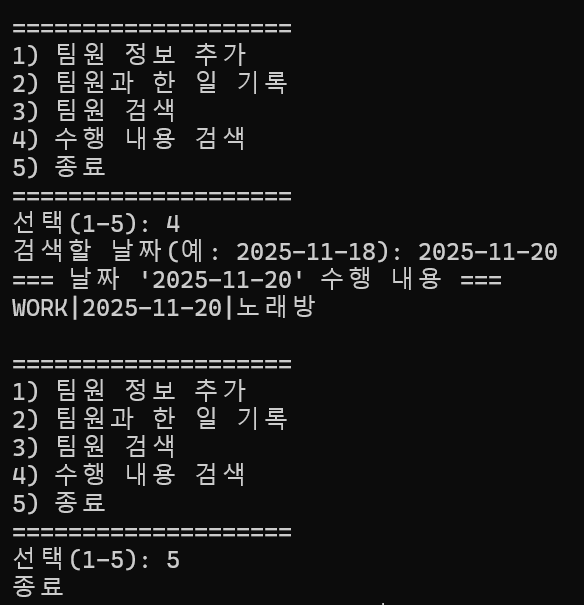 ====================
1) 팀원 정보 추가
2) 팀원과 한 일 기록
3) 팀원 검색
4) 수행 내용 검색
5) 종료
====================
선택(1-5): 4
검색할 날짜(예: 2025-11-18): 2025-11-20
=== 날짜 '2025-11-20' 수행 내용 ===
WORK|2025-11-20|노래방
====================
1) 팀원 정보 추가
2) 팀원과 한 일 기록
3) 팀원 검색
4) 수행 내용 검색
5) 종료
====================
선택(1-5): 5
종료